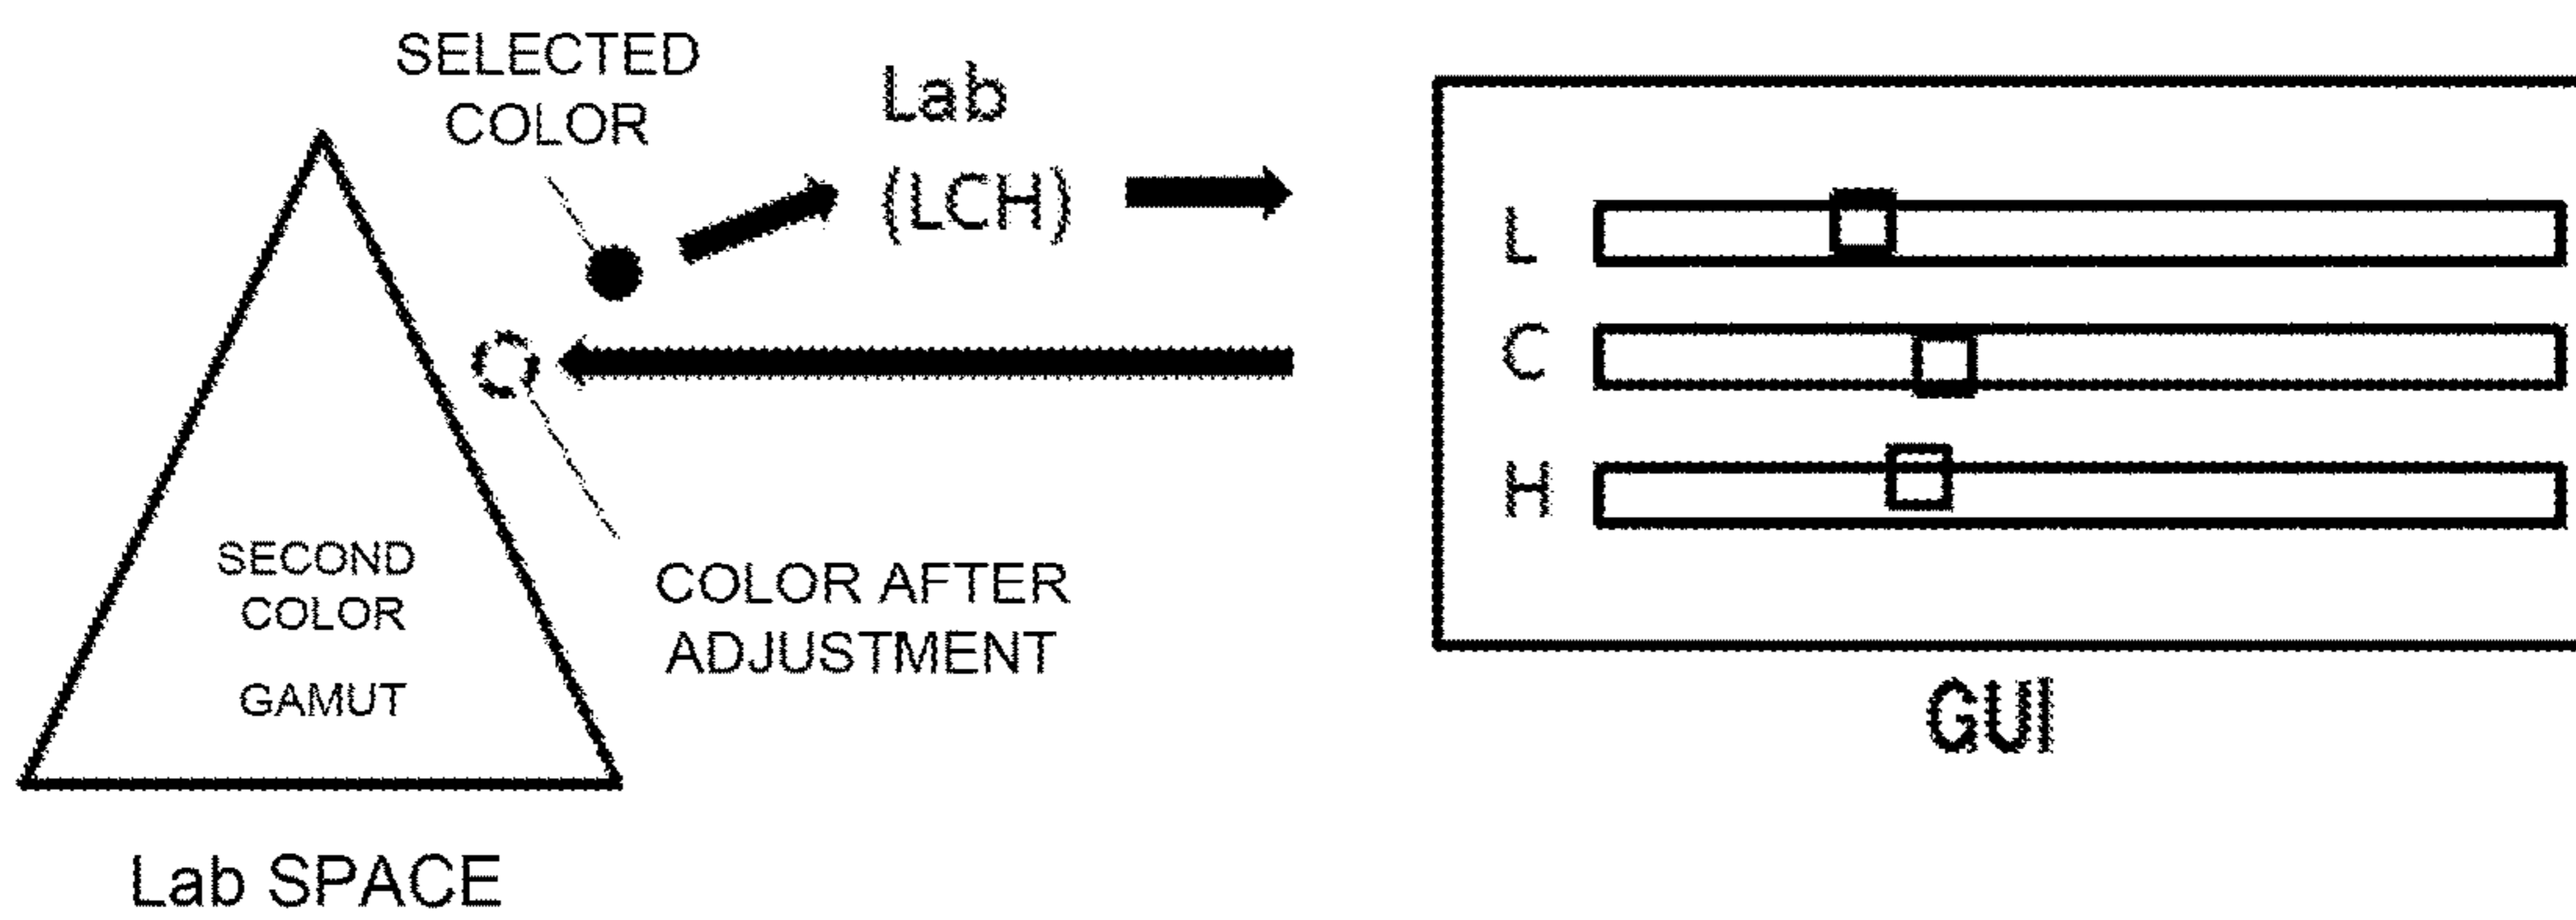 SELECTED
COLOR
Lab
(LCH)
L
C
H
SECOND
COLOR
GAMUT
COLOR AFTER
ADJUSTMENT
GUI
Lab SPACE